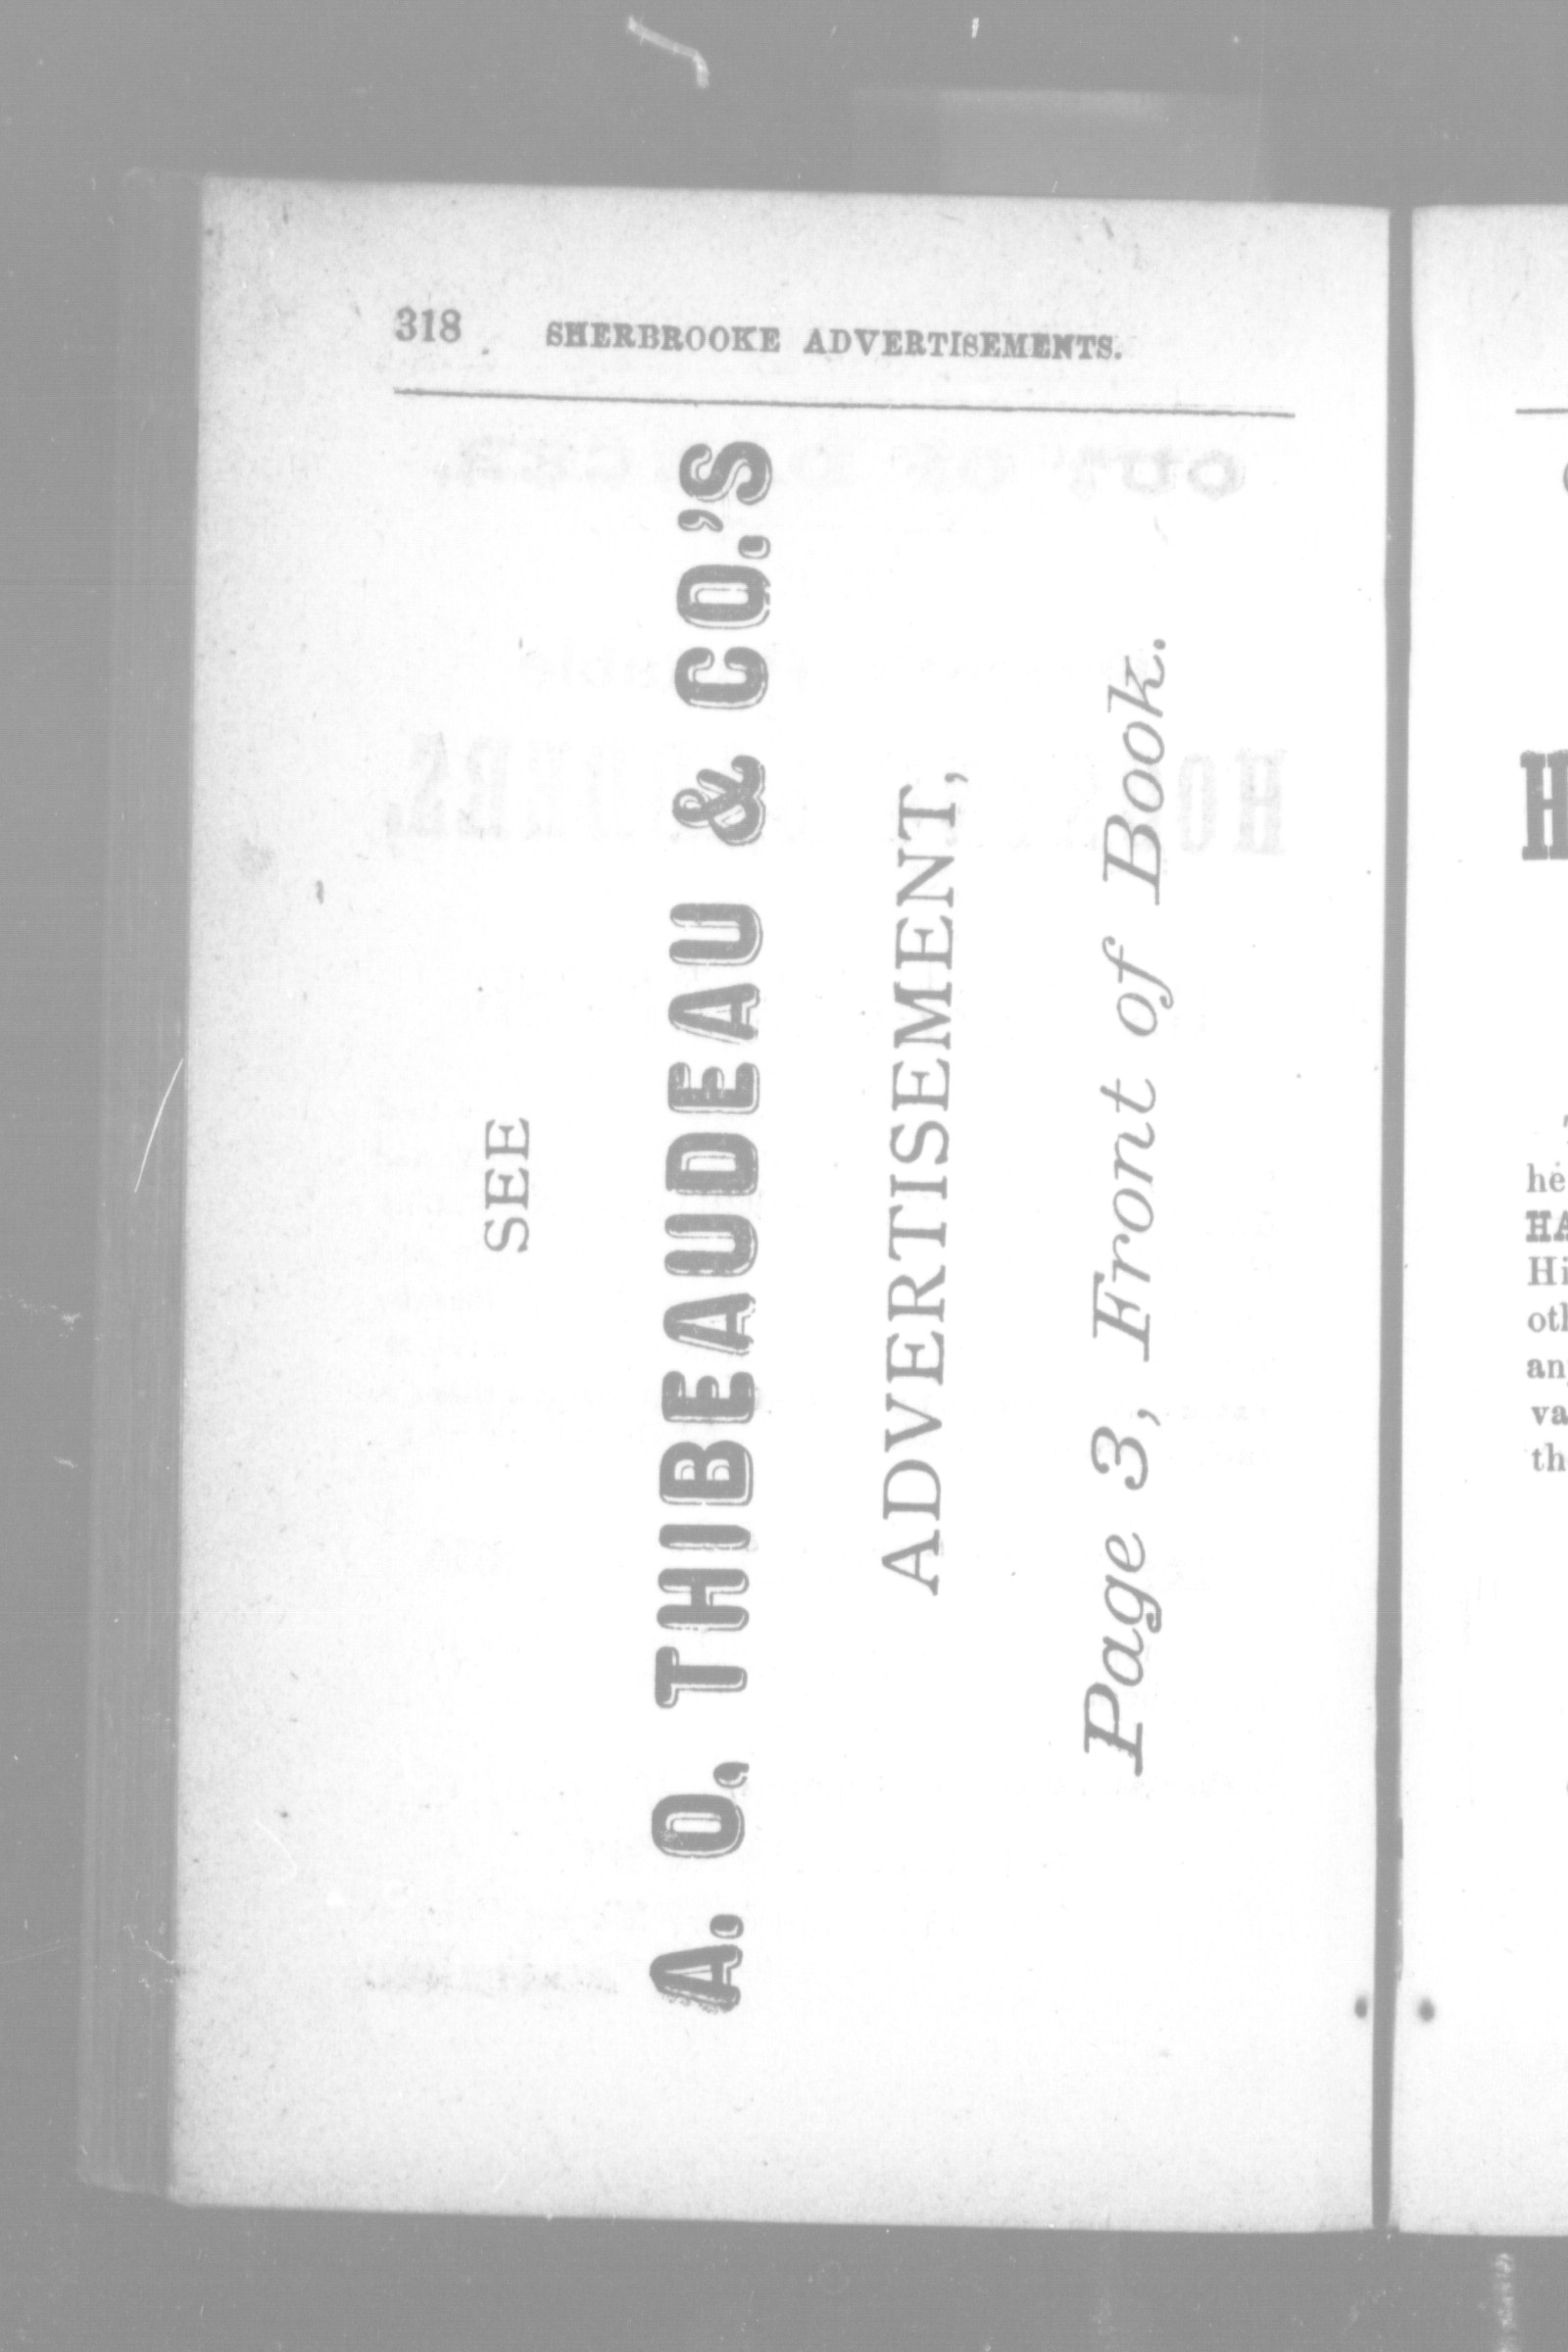 318 SHERBROOKE ADVERTISEMENTS.
SEE
A. O. THIBEAUDEAU & CO.'S
ADVERTISEMENT,
Page 3, Front of Book.